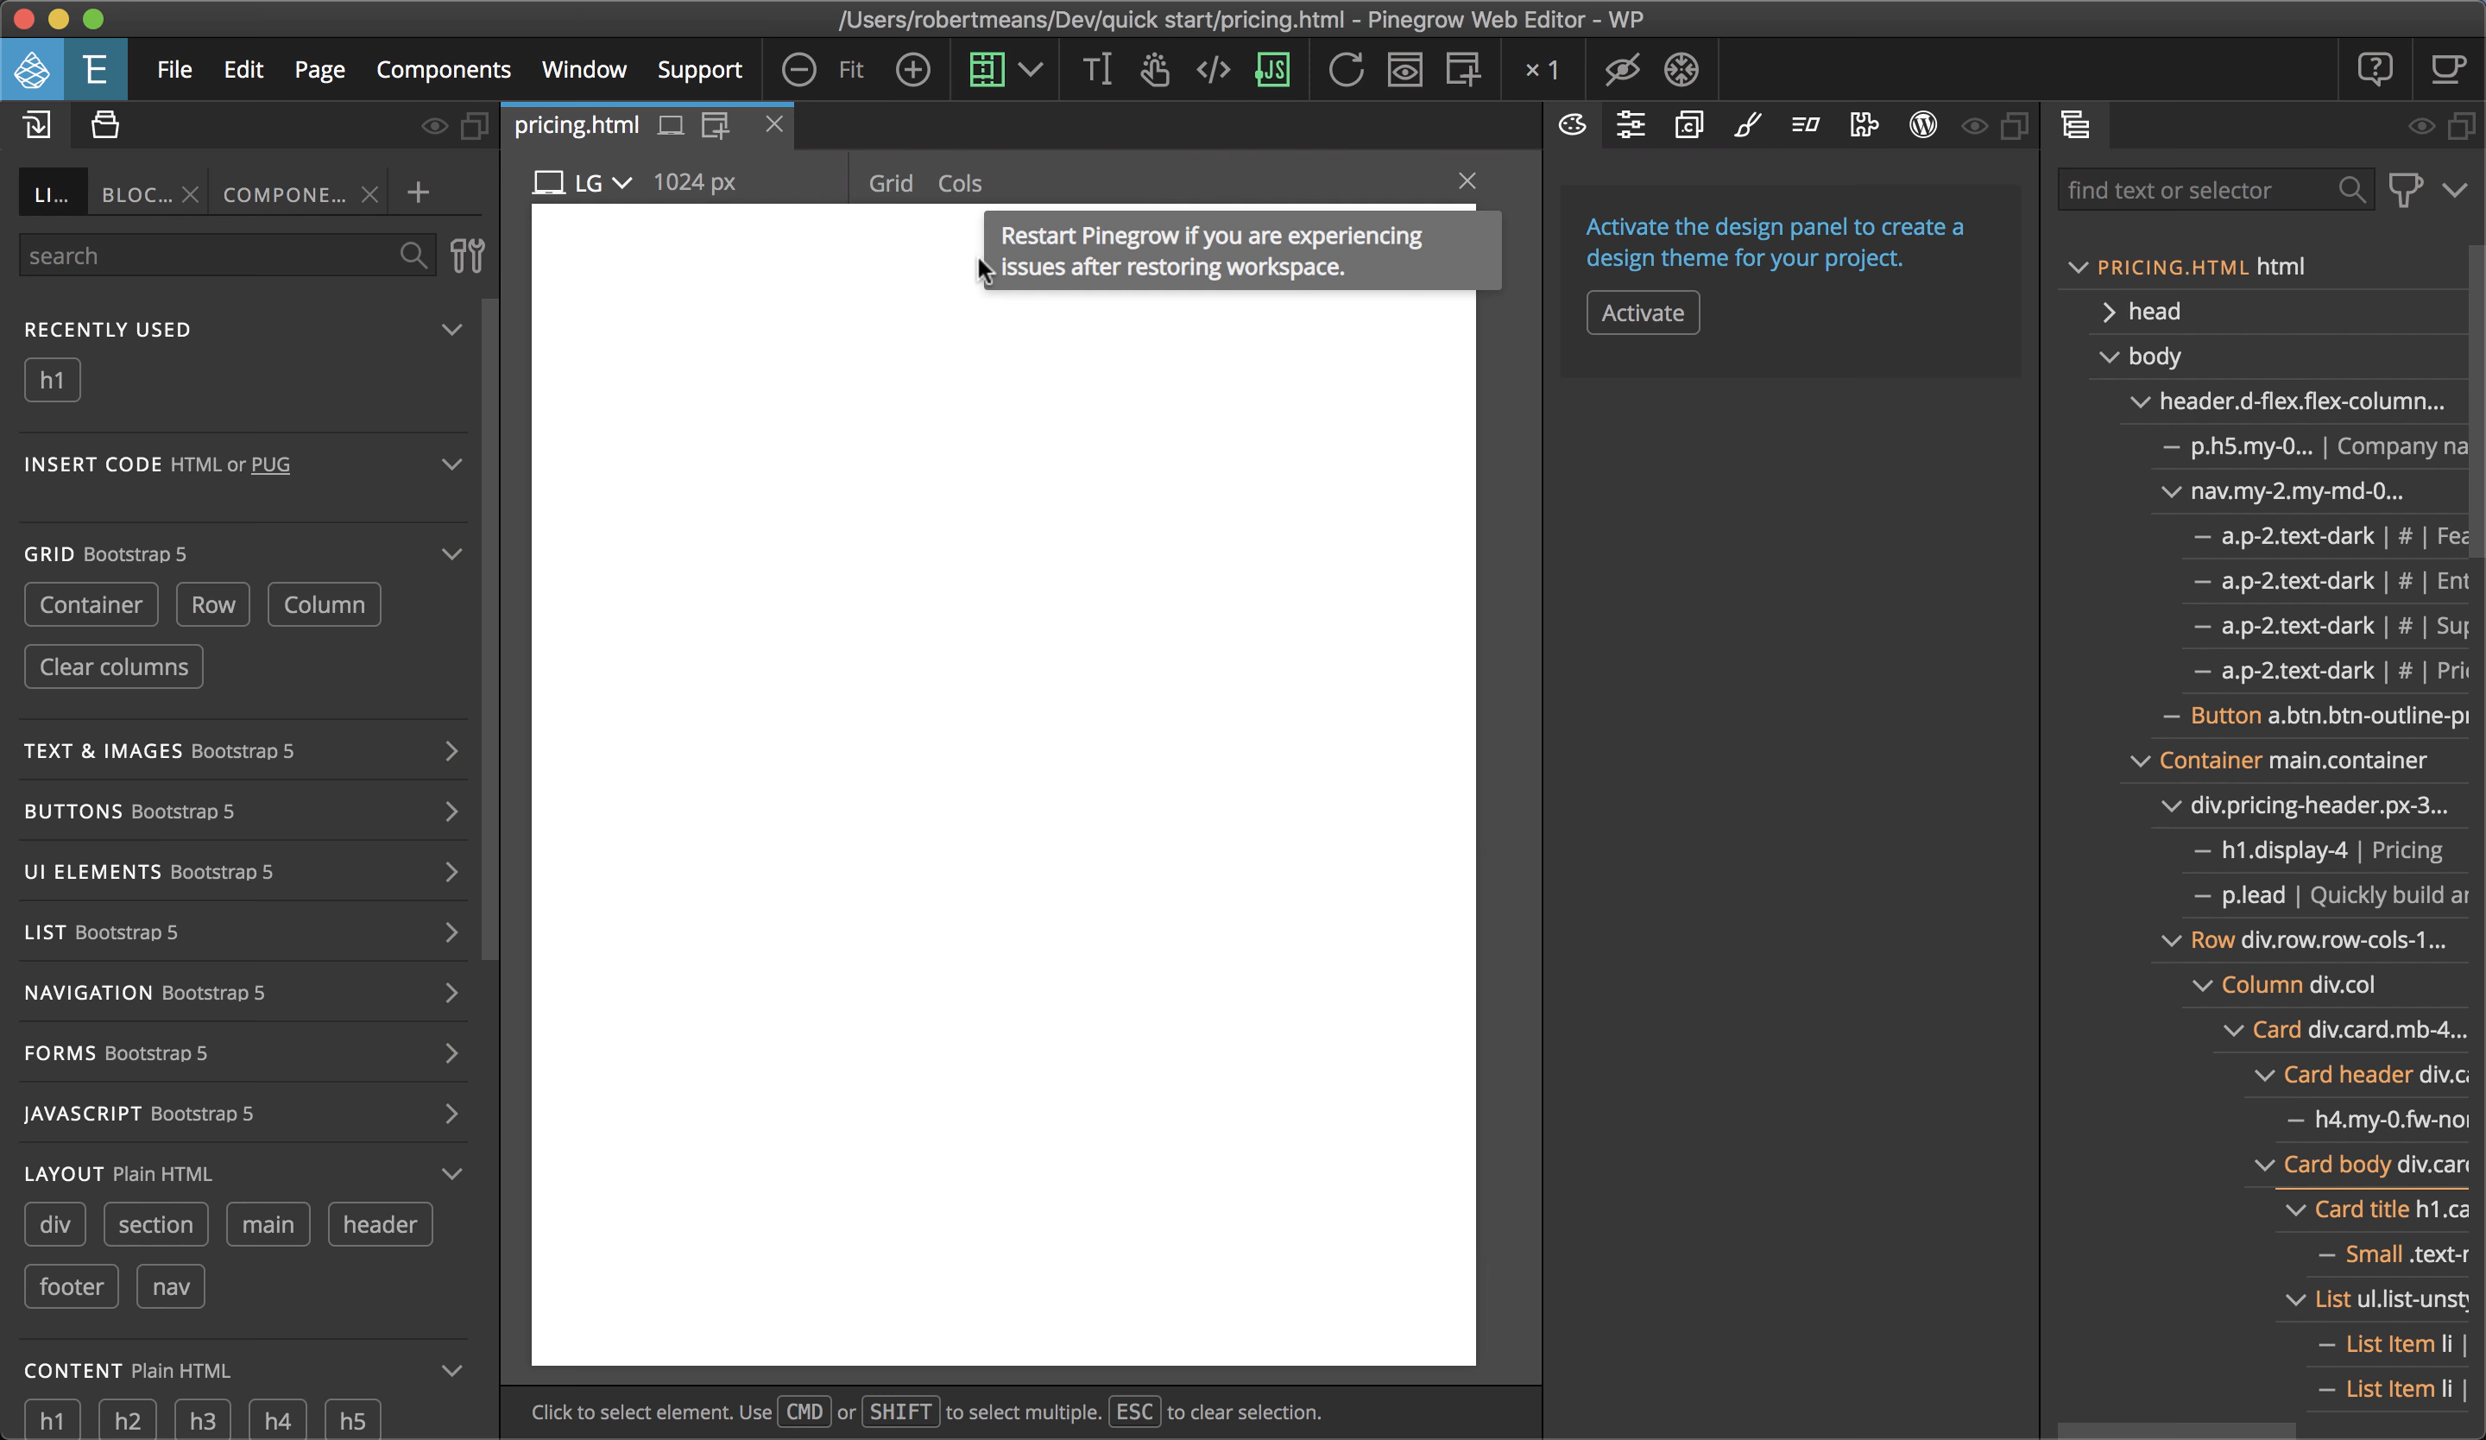 /Users/robertmeans/Dev/quick start/pricing.html - Pinegrow Web Editor - WP
File Edit Page Components Window Support Fit JS × 1
pricing.html
LI... BLOC... COMPONE...
LG 1024 px Grid Cols
search
Restart Pinegrow if you are experiencing
issues after restoring workspace.
RECENTLY USED
h1
INSERT CODE HTML or PUG
GRID Bootstrap 5
Container Row Column
Clear columns
TEXT & IMAGES Bootstrap 5
BUTTONS Bootstrap 5
UI ELEMENTS Bootstrap 5
LIST Bootstrap 5
NAVIGATION Bootstrap 5
FORMS Bootstrap 5
JAVASCRIPT Bootstrap 5
LAYOUT Plain HTML
div section main header
footer nav
CONTENT Plain HTML
h1 h2 h3 h4 h5
Click to select element. Use CMD or SHIFT to select multiple. ESC to clear selection.
Activate the design panel to create a
design theme for your project.
Activate
find text or selector
PRICING.HTML html
head
body
header.d-flex.flex-column...
p.h5.my-0... | Company na
nav.my-2.my-md-0...
a.p-2.text-dark | # | Fea
a.p-2.text-dark | # | Ent
a.p-2.text-dark | # | Sup
a.p-2.text-dark | # | Pric
Button a.btn.btn-outline-pr
Container main.container
div.pricing-header.px-3...
h1.display-4 | Pricing
p.lead | Quickly build an
Row div.row.row-cols-1...
Column div.col
Card div.card.mb-4...
Card header div.ca
h4.my-0.fw-nor
Card body div.card
Card title h1.ca
Small .text-r
List ul.list-unsty
List Item li |
List Item li |